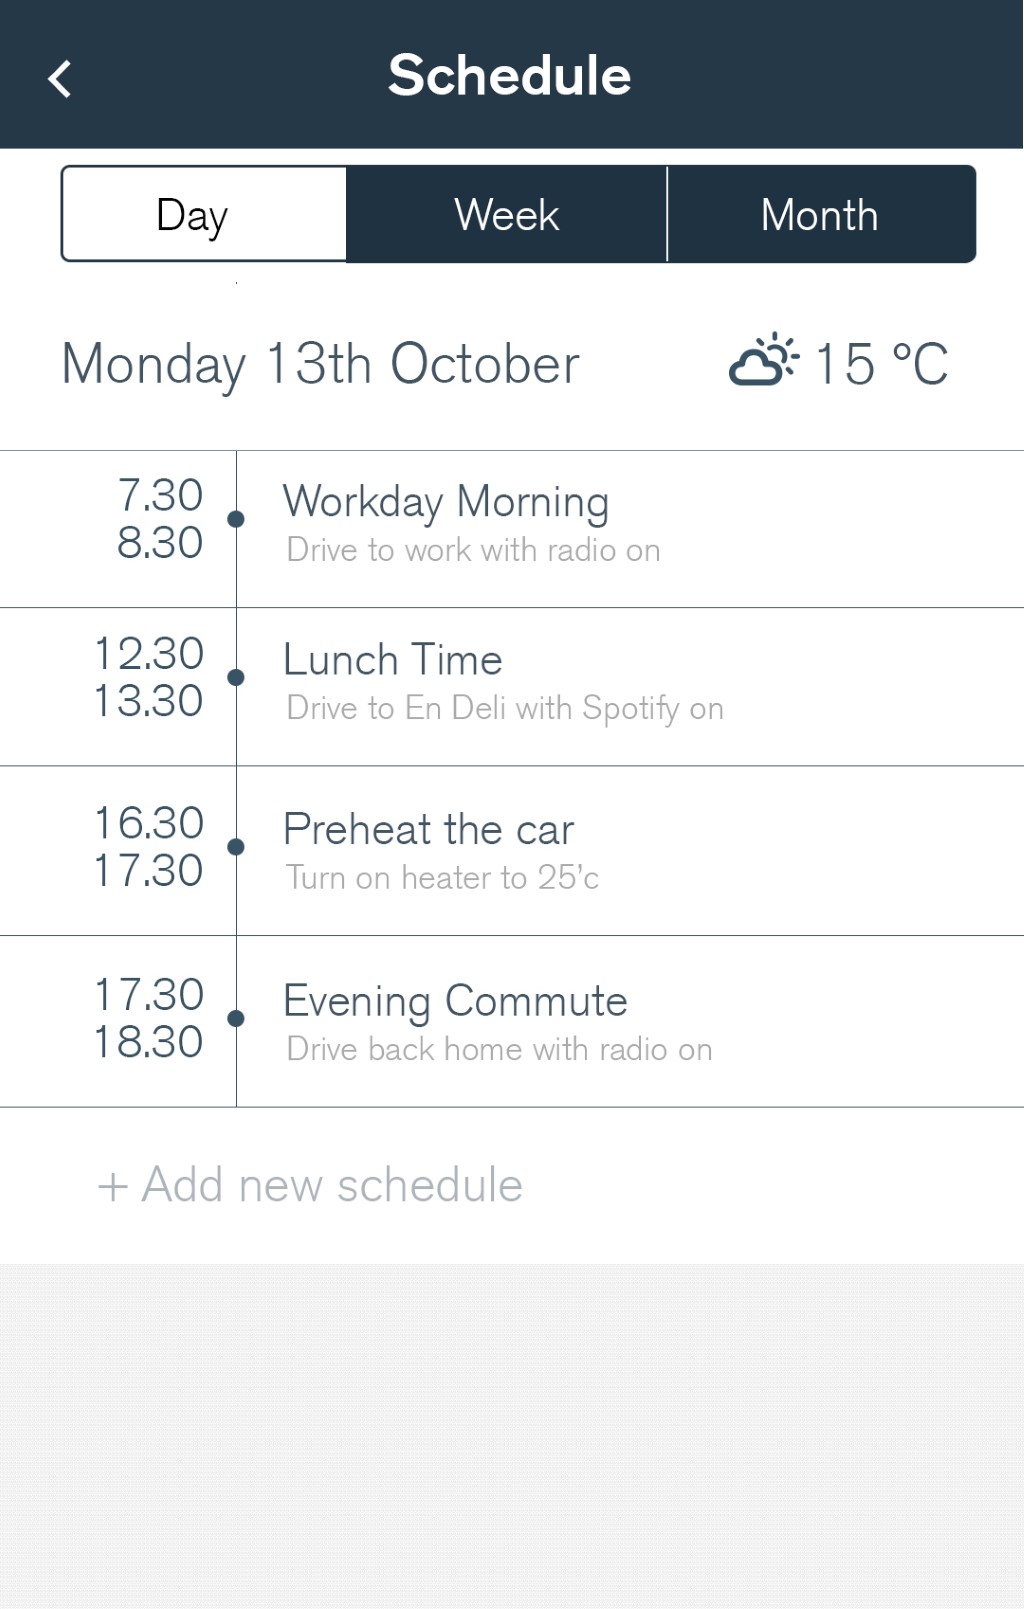 Schedule
Day Week Month
Monday 13th October 15 °C
7.30
8.30
Workday Morning
Drive to work with radio on
12.30
13.30
Lunch Time
Drive to En Deli with Spotify on
16.30
17.30
Preheat the car
Turn on heater to 25'c
17.30
18.30
Evening Commute
Drive back home with radio on
+ Add new schedule